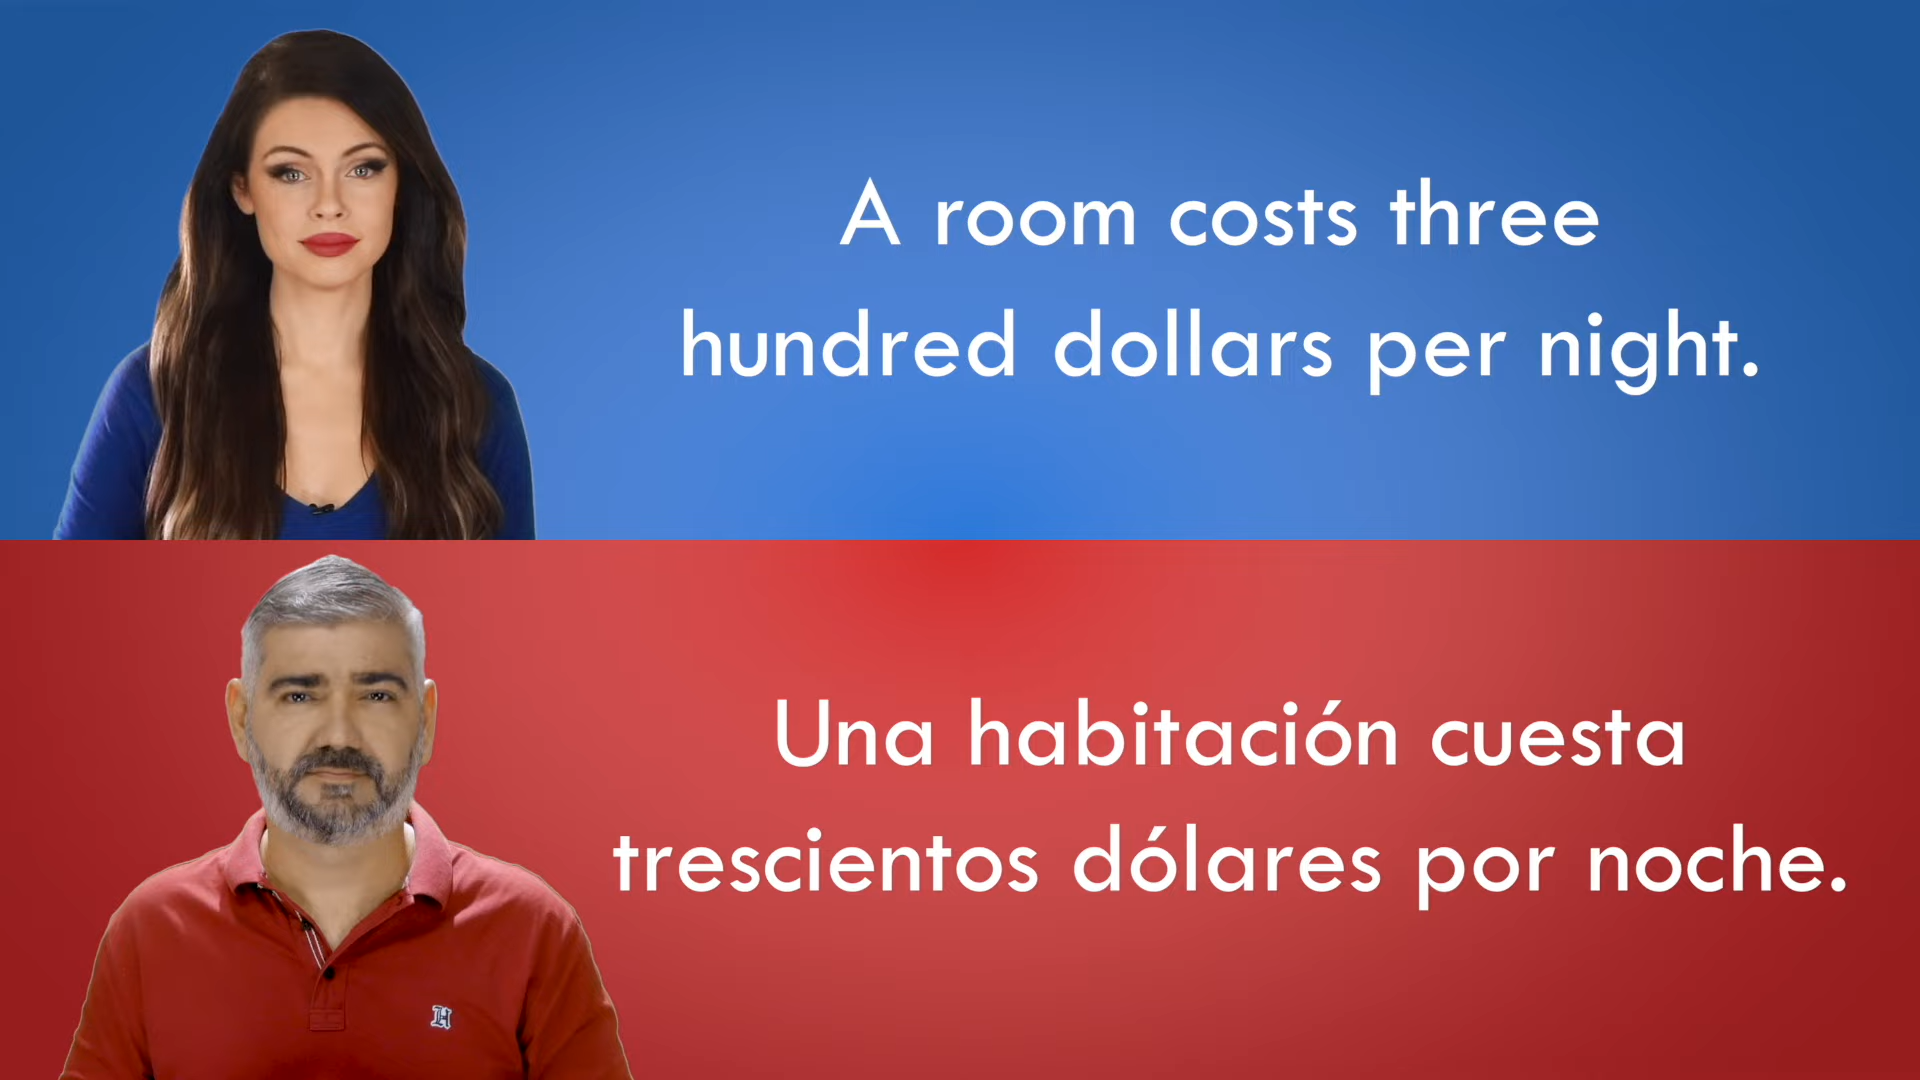 A room costs three
hundred dollars per night.
Una habitación cuesta
trescientos dólares por noche.
H